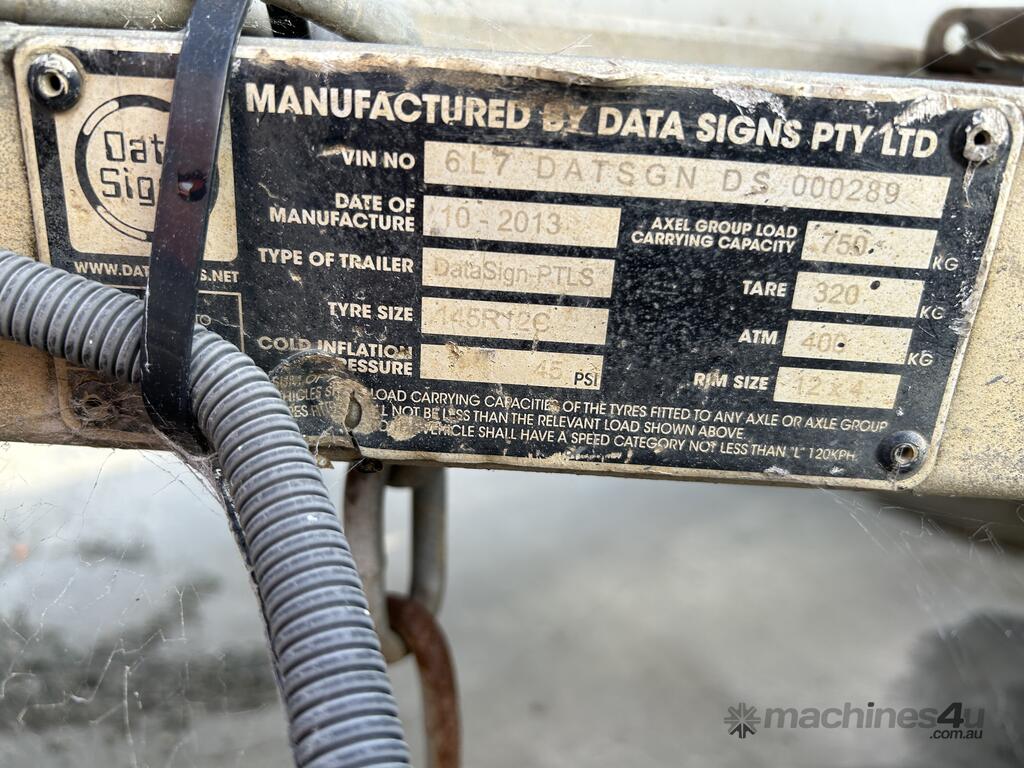 MANUFACTURED BY DATA SIGNS PTY LTD
Dat
Sig
VIN NO 6L7 DATSGN DS 000289
DATE OF MANUFACTURE 10-2013
AXEL GROUP LOAD CARRYING CAPACITY 750 KG
WWW.DAT S.NET
TYPE OF TRAILER DataSign-PTLS
TARE 320 KG
TYRE SIZE 145R12C
ATM 400 KG
COLD INFLATION PRESSURE 45 PSI
RIM SIZE
LOAD CARRYING CAPACITIES OF THE TYRES FITTED TO ANY AXLE OR AXLE GROUP
NOT BE LESS THAN THE RELEVANT LOAD SHOWN ABOVE
VEHICLE SHALL HAVE A SPEED CATEGORY NOT LESS THAN "L" 120KPH.
machines4u
.com.au